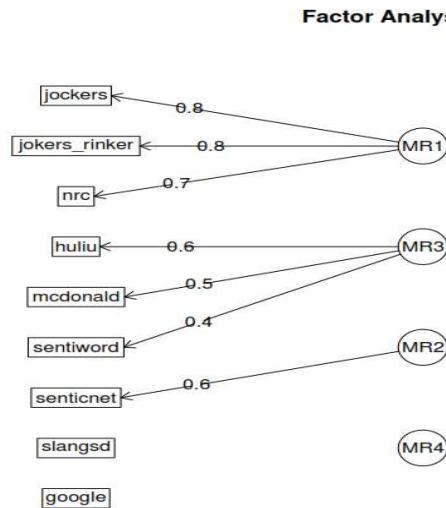 Factor Analys
jockers
0.8
jokers_rinker
0.8
MR1
nrc
0.7
huliu
0.6
MR3
mcdonald
0.5
sentiword
0.4
MR2
senticnet
0.6
slangsd
MR4
google